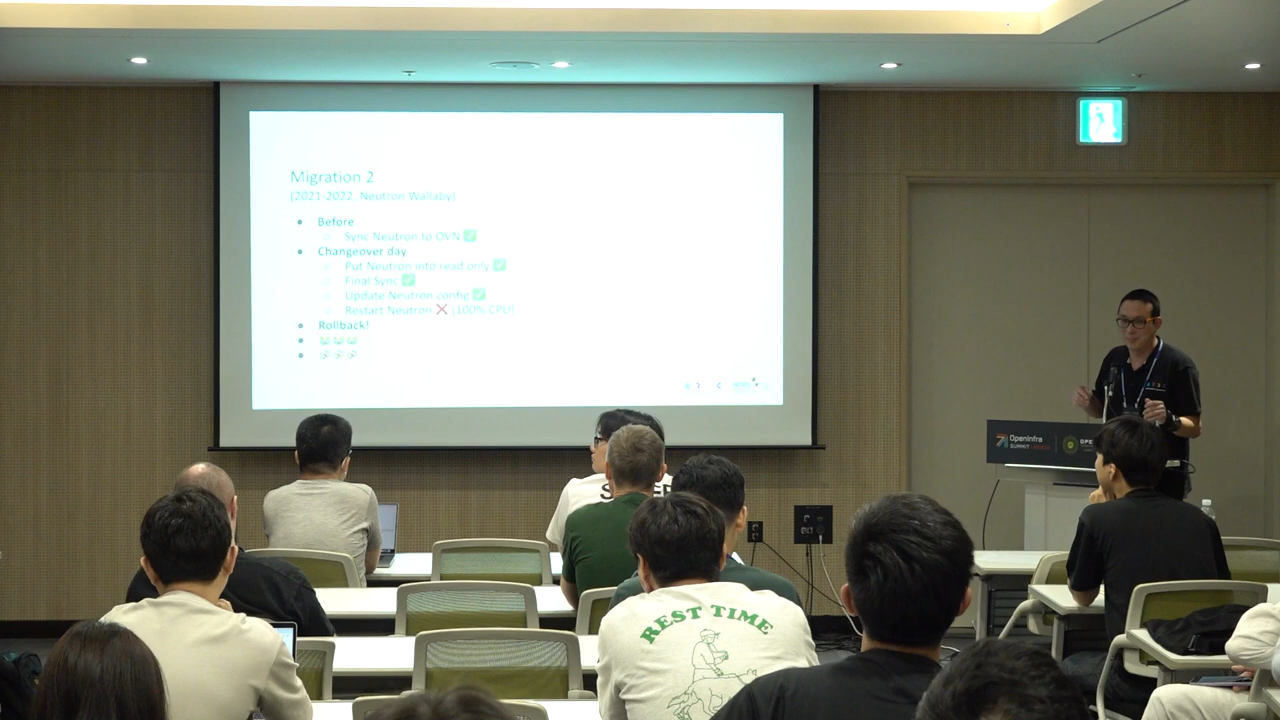 Migration 2
(2021-2022, Neutron Wallaby)
• Before
Sync Neutron to OVN ✅
• Changeover day
Put Neutron into read only ✅
Final Sync ✅
Update Neutron config ✅
Restart Neutron ❌ (100% CPU)
• Rollback!
OpenInfra
SUMMIT
REST TIME